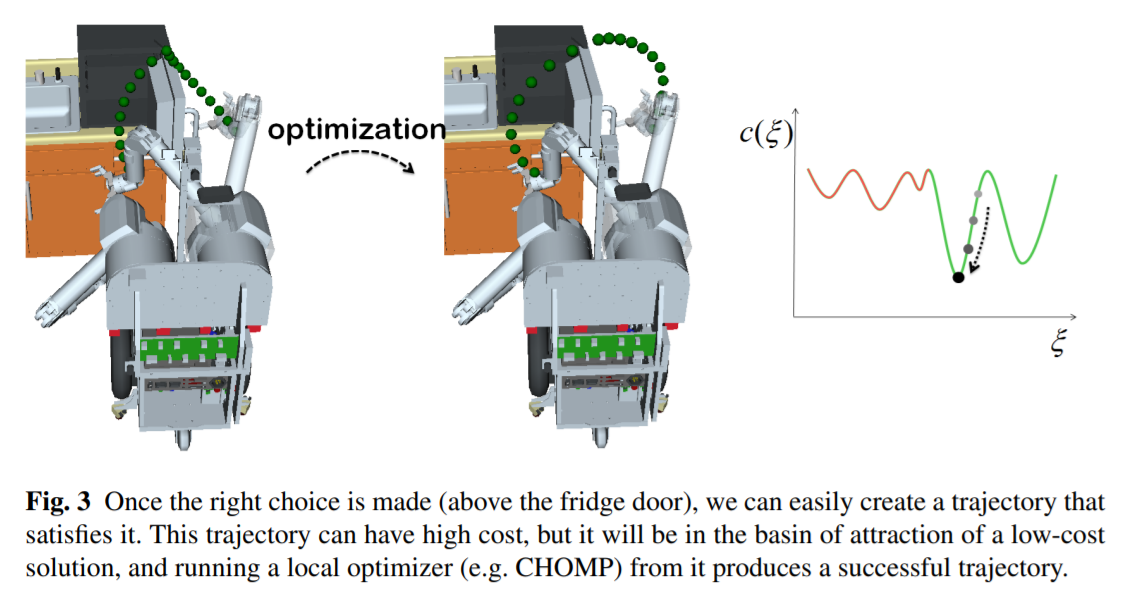 optimization
c(ξ)
ξ
Fig. 3 Once the right choice is made (above the fridge door), we can easily create a trajectory that
satisfies it. This trajectory can have high cost, but it will be in the basin of attraction of a low-cost
solution, and running a local optimizer (e.g. CHOMP) from it produces a successful trajectory.